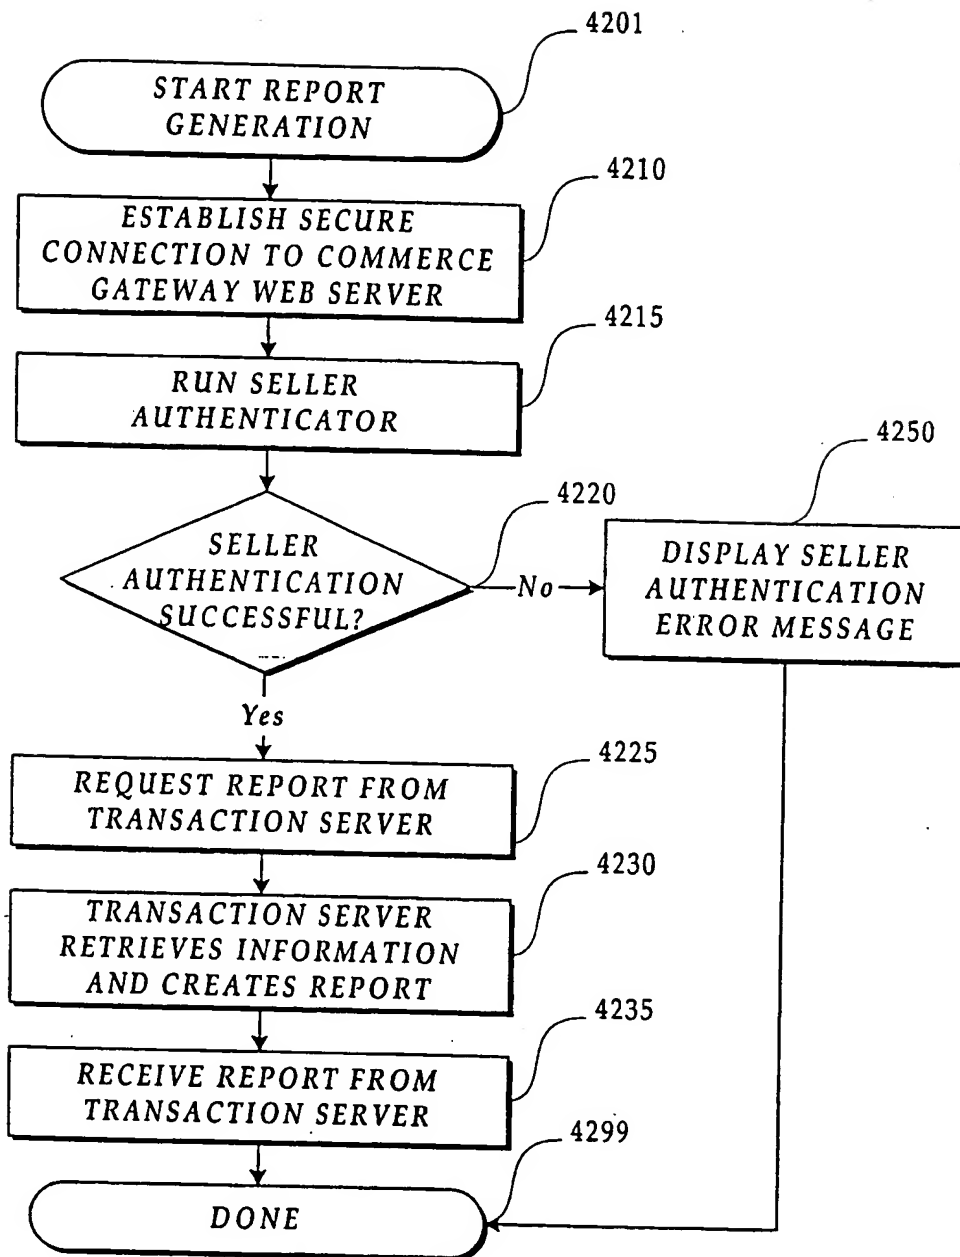 4201
START REPORT
GENERATION
4210
ESTABLISH SECURE
CONNECTION TO COMMERCE
GATEWAY WEB SERVER
4215
RUN SELLER
AUTHENTICATOR
4220
SELLER
AUTHENTICATION
SUCCESSFUL?
No
4250
DISPLAY SELLER
AUTHENTICATION
ERROR MESSAGE
Yes
4225
REQUEST REPORT FROM
TRANSACTION SERVER
4230
TRANSACTION SERVER
RETRIEVES INFORMATION
AND CREATES REPORT
4235
RECEIVE REPORT FROM
TRANSACTION SERVER
4299
DONE